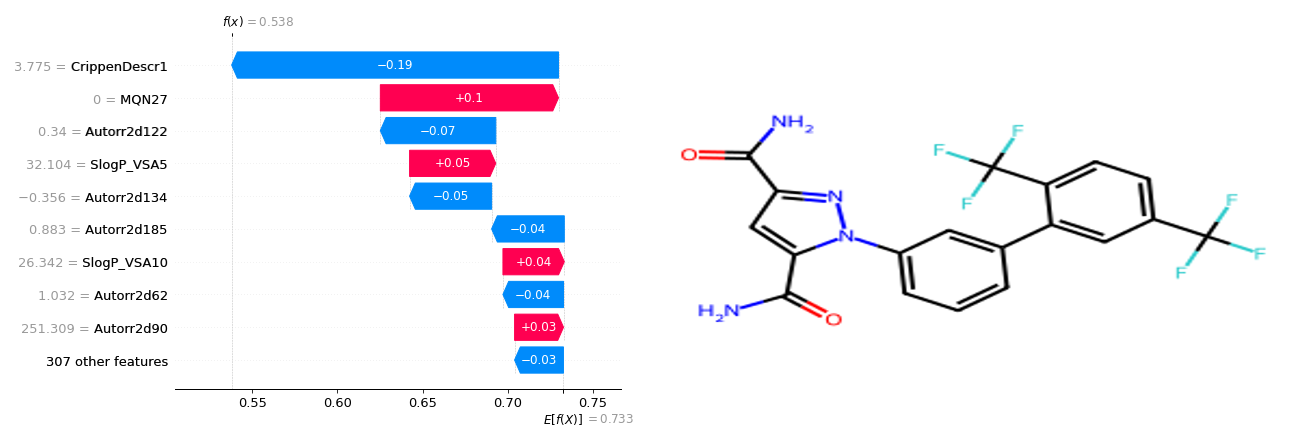 f(x) = 0.538
3.775 = CrippenDescr1
−0.19
0 = MQN27
+0.1
0.34 = Autorr2d122
−0.07
32.104 = SlogP_VSA5
+0.05
−0.356 = Autorr2d134
−0.05
0.883 = Autorr2d185
−0.04
26.342 = SlogP_VSA10
+0.04
1.032 = Autorr2d62
−0.04
251.309 = Autorr2d90
+0.03
307 other features
−0.03
0.55 0.60 0.65 0.70 0.75
E[f(X)] = 0.733
NH2
O
N
N
H2N
O
F
F
F
F
F
F